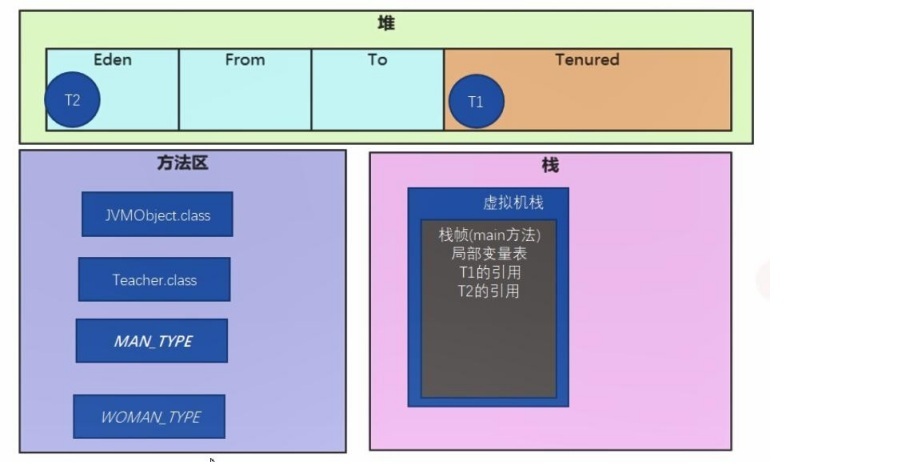 堆
Eden
From
To
Tenured
T2
T1
方法区
JVMObject.class
Teacher.class
MAN_TYPE
WOMAN_TYPE
栈
虚拟机栈
栈帧(main方法)
局部变量表
T1的引用
T2的引用